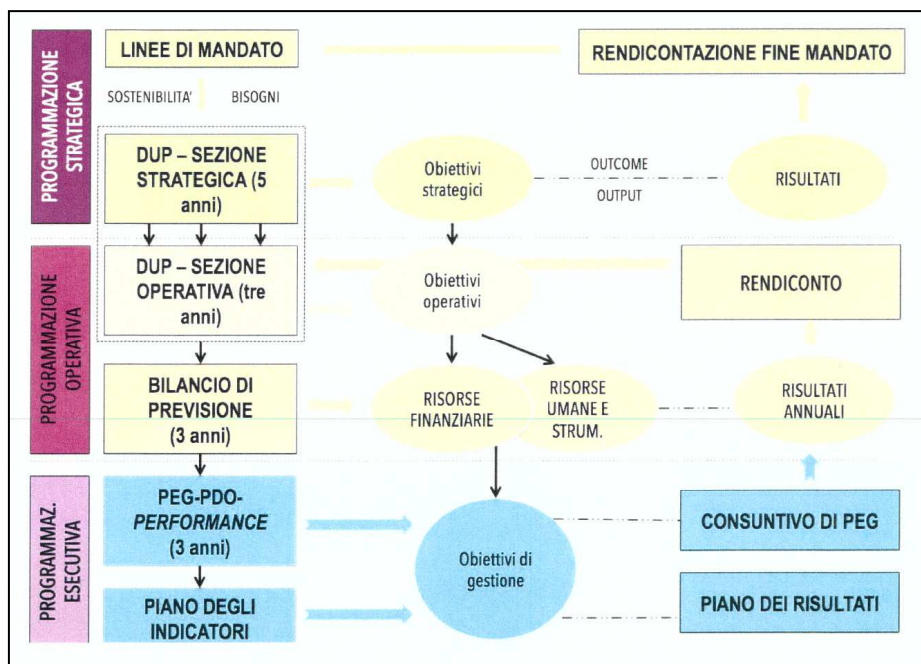 PROGRAMMAZIONE
STRATEGICA
LINEE DI MANDATO
RENDICONTAZIONE FINE MANDATO
SOSTENIBILITA'
BISOGNI
DUP – SEZIONE
STRATEGICA (5
anni)
Obiettivi
strategici
OUTCOME
OUTPUT
RISULTATI
PROGRAMMAZIONE
OPERATIVA
DUP – SEZIONE
OPERATIVA (tre
anni)
Obiettivi
operativi
RENDICONTO
BILANCIO DI
PREVISIONE
(3 anni)
RISORSE
FINANZIARIE
RISORSE
UMANE E
STRUM.
RISULTATI
ANNUALI
PROGRAMMAZ.
ESECUTIVA
PEG-PDO-
PERFORMANCE
(3 anni)
Obiettivi di
gestione
CONSUNTIVO DI PEG
PIANO DEGLI
INDICATORI
PIANO DEI RISULTATI